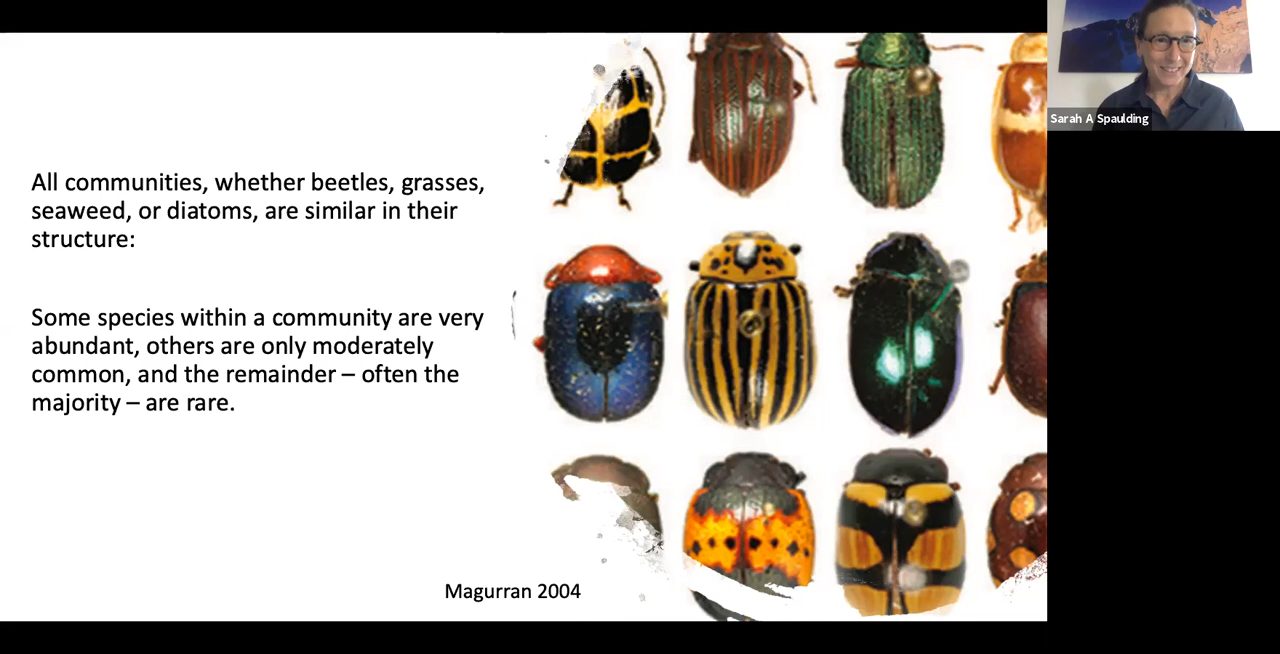 All communities, whether beetles, grasses,
seaweed, or diatoms, are similar in their
structure:
Some species within a community are very
abundant, others are only moderately
common, and the remainder – often the
majority – are rare.
Magurran 2004
Sarah A Spaulding